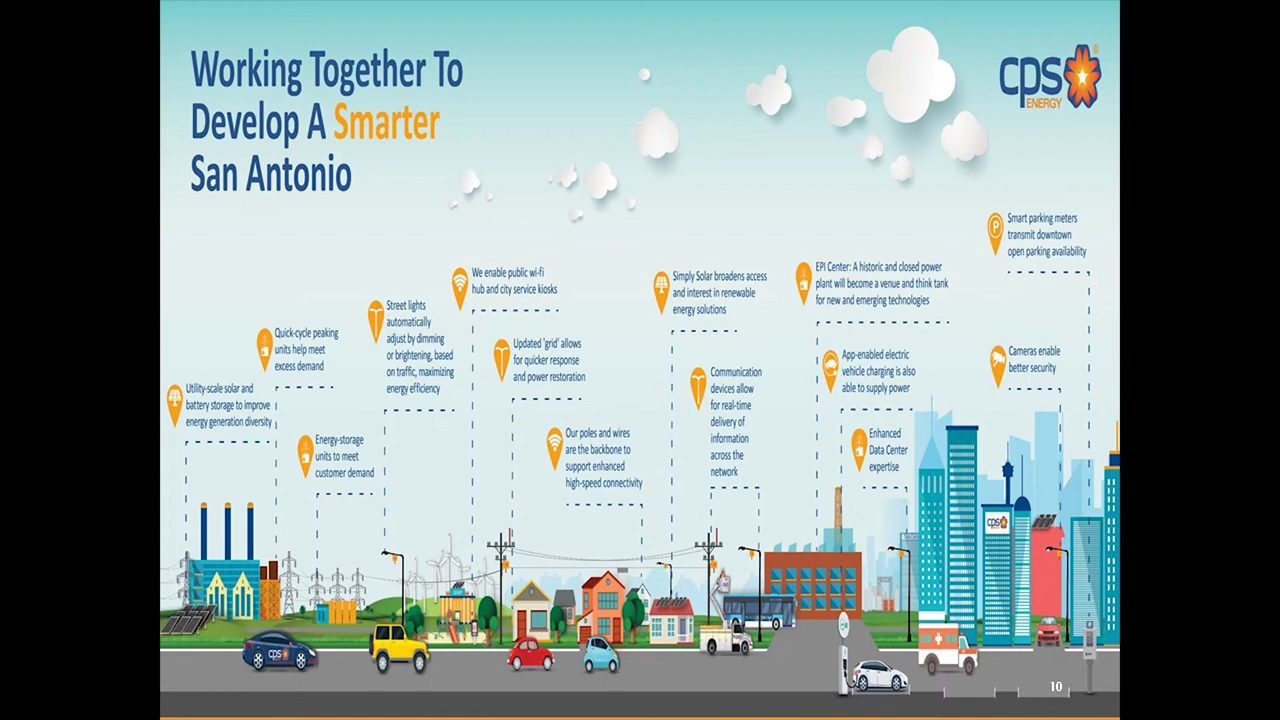 Working Together To
Develop A Smarter
San Antonio
cps
ENERGY
®
Smart parking meters
transmit downtown
open parking availability
EPI Center: A historic and closed power
plant will become a venue and think tank
for new and emerging technologies
We enable public wi-fi
hub and city service kiosks
Simply Solar broadens access
and interest in renewable
energy solutions
Street lights
automatically
adjust by dimming
or brightening, based
on traffic, maximizing
energy efficiency
Quick-cycle peaking
units help meet
excess demand
Updated 'grid' allows
for quicker response
and power restoration
App-enabled electric
vehicle charging is also
able to supply power
Cameras enable
better security
Communication
devices allow
for real-time
delivery of
information
across the
network
Utility-scale solar and
battery storage to improve
energy generation diversity
Energy-storage
units to meet
customer demand
Our poles and wires
are the backbone to
support enhanced
high-speed connectivity
Enhanced
Data Center
expertise
P
cps
cps
10